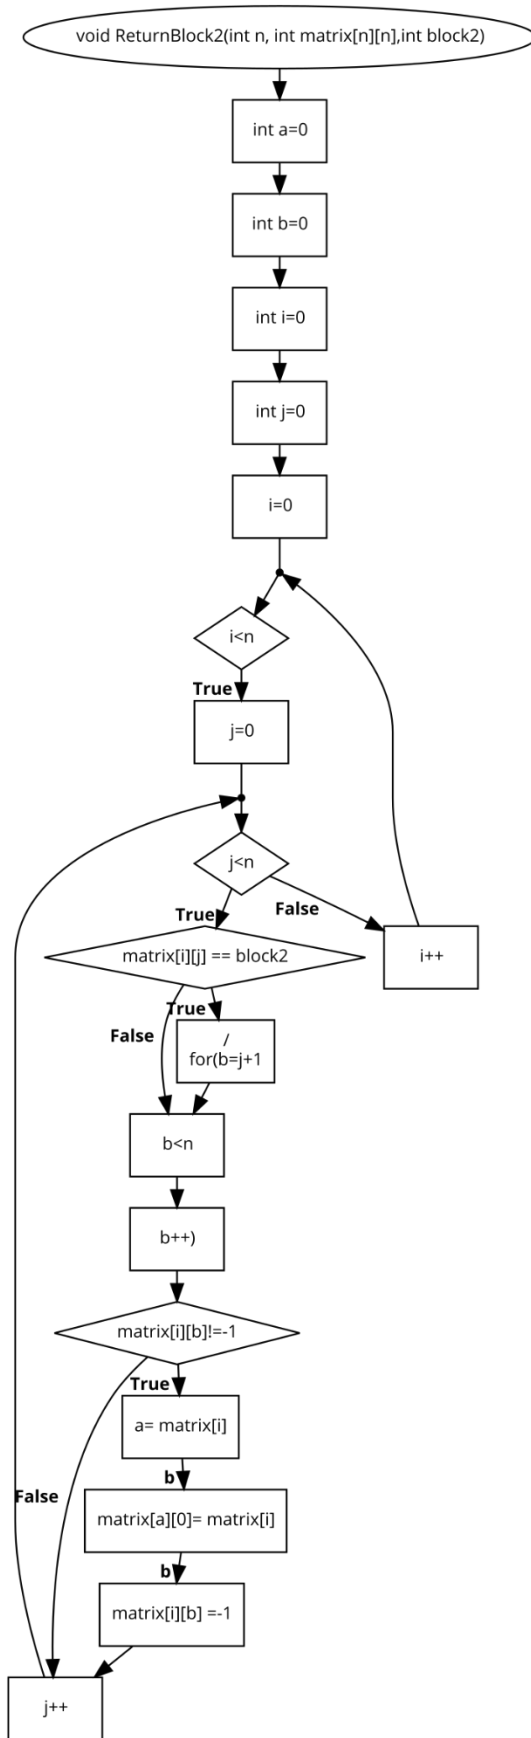 void ReturnBlock2(int n, int matrix[n][n],int block2)
int a=0
int b=0
int i=0
int j=0
i=0
i<n
True
j=0
j<n
True
False
matrix[i][j] == block2
i++
False
True
/
for(b=j+1
b<n
b++)
matrix[i][b]!=-1
True
a= matrix[i]
b
matrix[a][0]= matrix[i]
False
b
matrix[i][b] =-1
j++